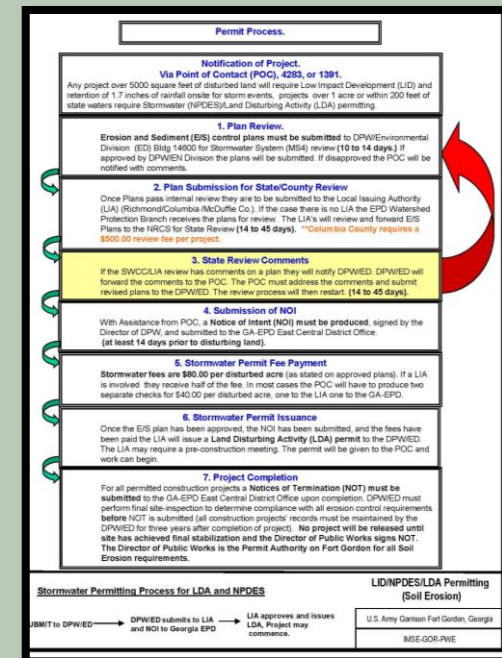 Permit Process.
Notification of Project.
Via Point of Contact (POC), 4283, or 1391.
Any project over 5000 square feet of disturbed land will require Low Impact Development (LID) and
retention of 1.7 inches of rainfall onsite for storm events, projects over 1 acre or within 200 feet of
state waters require Stormwater (NPDES)/Land Disturbing Activity (LDA) permitting.
1. Plan Review.
Erosion and Sediment (E/S) control plans must be submitted to DPW/Environmental
Division (ED) Bldg 14600 for Stormwater System (MS4) review (10 to 14 days.) If
approved by DPW/EN Division the plans will be submitted. If disapproved the POC will be
notified with comments.
2. Plan Submission for State/County Review
Once Plans pass internal review they are to be submitted to the Local Issuing Authority
(LIA) (Richmond/Columbia /McDuffie Co.). If the case there is no LIA the EPD Watershed
Protection Branch receives the plans for review. The LIA's will review and forward E/S
Plans to the NRCS for State Review (14 to 45 days). **Columbia County requires a
$500.00 review fee per project.
3. State Review Comments
If the SWCC/LIA review has comments on a plan they will notify DPW/ED. DPW/ED will
forward the comments to the POC. The POC must address the comments and submit
revised plans to the DPW/ED. The review process will then restart. (14 to 45 days).
4. Submission of NOI
With Assistance from POC, a Notice of Intent (NOI) must be produced, signed by the
Director of DPW, and submitted to the GA-EPD East Central District Office.
(at least 14 days prior to disturbing land).
5. Stormwater Permit Fee Payment
Stormwater fees are $80.00 per disturbed acre (as stated on approved plans). If a LIA
is involved they receive half of the fee. In most cases the POC will have to produce two
separate checks for $40.00 per disturbed acre, one to the LIA one to the GA-EPD.
6. Stormwater Permit Issuance
Once the E/S plan has been approved, the NOI has been submitted, and the fees have
been paid the LIA will issue a Land Disturbing Activity (LDA) permit to the DPW/ED.
The LIA may require a pre-construction meeting. The permit will be given to the POC and
work can begin.
7. Project Completion
For all permitted construction projects a Notices of Termination (NOT) must be
submitted to the GA-EPD East Central District Office upon completion. DPW/ED must
perform final site-inspection to determine compliance with all erosion control requirements
before NOT is submitted (all construction projects' records must be maintained by the
DPW/ED for three years after completion of project). No project will be released until
site has achieved final stabilization and the Director of Public Works signs NOT.
The Director of Public Works is the Permit Authority on Fort Gordon for all Soil
Erosion requirements.
Stormwater Permitting Process for LDA and NPDES
UBMIT to DPW/ED
DPW/ED submits to LIA
and NOI to Georgia EPD
LIA approves and issues
LDA, Project may
commence.
LID/NPDES/LDA Permitting
(Soil Erosion)
U.S. Army Garrison Fort Gordon, Georgia
IMSE-GOR-PWE